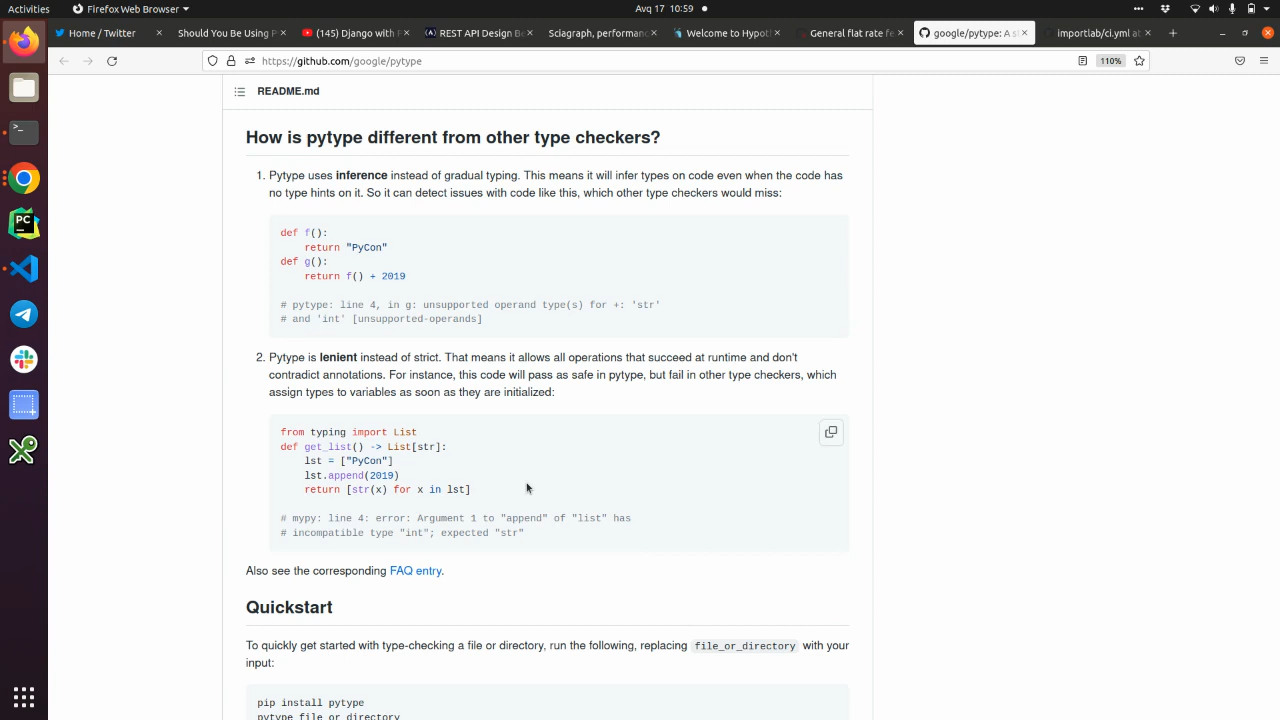 Activities
Firefox Web Browser
Avg 17 10:59
Home / Twitter
Should You Be Using P
(145) Django with F
REST API Design Be
Sciagraph, performanc
Welcome to Hypoth
General flat rate fe
google/pytype: A s
importlab/ci.yml at
https://github.com/google/pytype
110%
README.md
How is pytype different from other type checkers?
1. Pytype uses inference instead of gradual typing. This means it will infer types on code even when the code has
no type hints on it. So it can detect issues with code like this, which other type checkers would miss:
def f():
return "PyCon"
def g():
return f() + 2019
# pytype: line 4, in g: unsupported operand type(s) for +: 'str'
# and 'int' [unsupported-operands]
2. Pytype is lenient instead of strict. That means it allows all operations that succeed at runtime and don't
contradict annotations. For instance, this code will pass as safe in pytype, but fail in other type checkers, which
assign types to variables as soon as they are initialized:
from typing import List
def get_list() -> List[str]:
lst = ["PyCon"]
lst.append(2019)
return [str(x) for x in lst]
# mypy: line 4: error: Argument 1 to "append" of "list" has
# incompatible type "int"; expected "str"
Also see the corresponding FAQ entry.
Quickstart
To quickly get started with type-checking a file or directory, run the following, replacing file_or_directory with your
input:
pip install pytype
pytype file_or_directory
PC